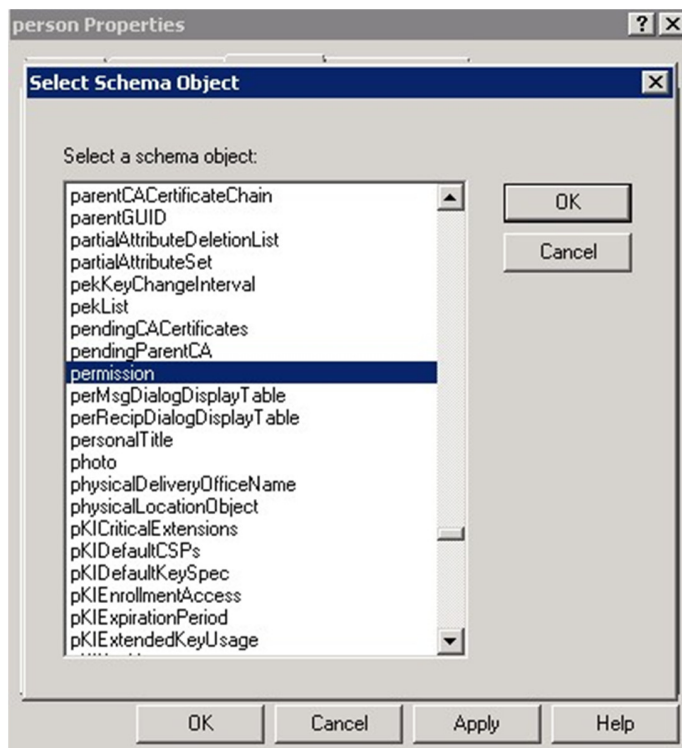 person Properties
Select Schema Object
Select a schema object:
parentCACertificateChain
parentGUID
partialAttributeDeletionList
partialAttributeSet
pekKeyChangeInterval
pekList
pendingCACertificates
pendingParentCA
permission
perMsgDialogDisplayTable
perRecipDialogDisplayTable
personalTitle
photo
physicalDeliveryOfficeName
physicalLocationObject
pKICriticalExtensions
pKIDefaultCSPs
pKIDefaultKeySpec
pKIEnrollmentAccess
pKIExpirationPeriod
pKIExtendedKeyUsage
OK
Cancel
OK Cancel Apply Help